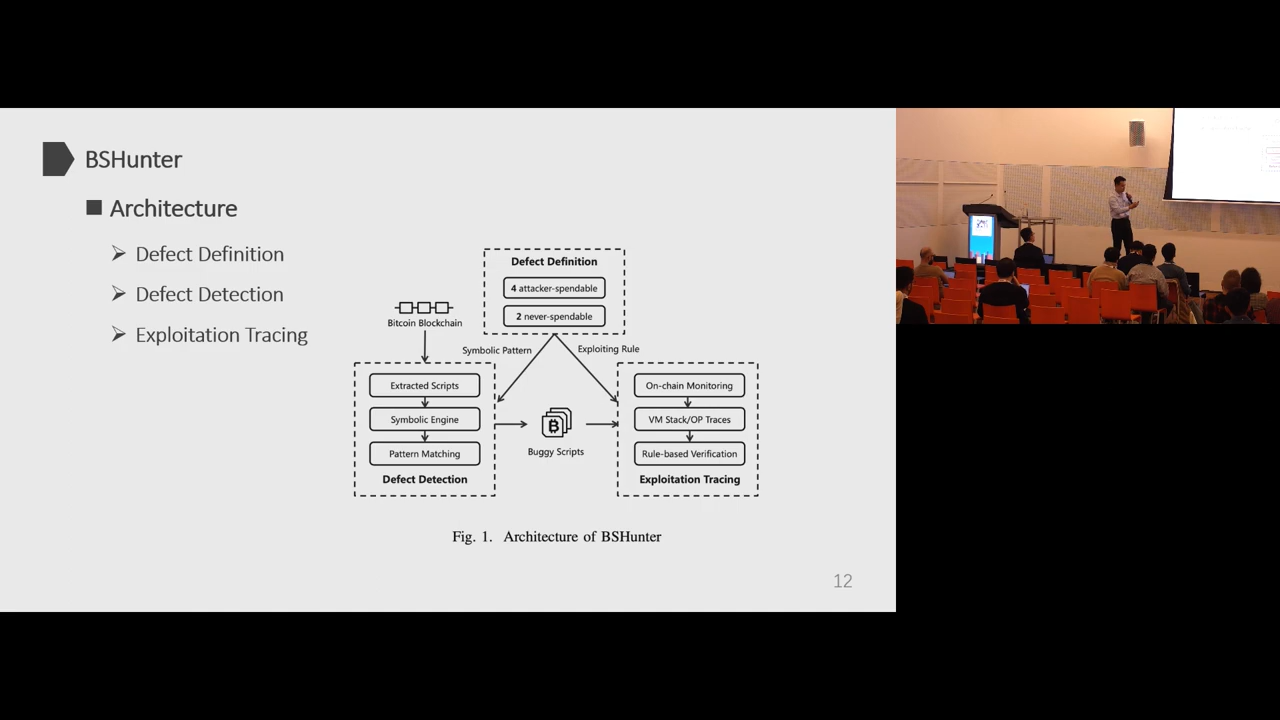 BSHunter
Architecture
Defect Definition
Defect Detection
Exploitation Tracing
Defect Definition
4 attacker-spendable
2 never-spendable
Bitcoin Blockchain
Symbolic Pattern
Exploiting Rule
Extracted Scripts
Symbolic Engine
Pattern Matching
Defect Detection
Buggy Scripts
On-chain Monitoring
VM Stack/OP Traces
Rule-based Verification
Exploitation Tracing
Fig. 1. Architecture of BSHunter
12